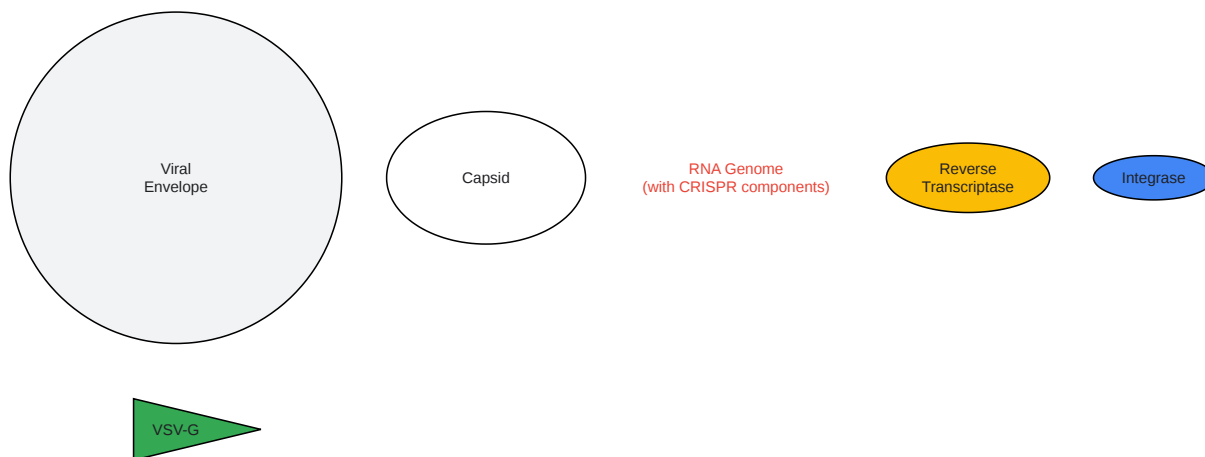 Viral
Envelope
Capsid
RNA Genome
(with CRISPR components)
Reverse
Transcriptase
Integrase
VSV-G